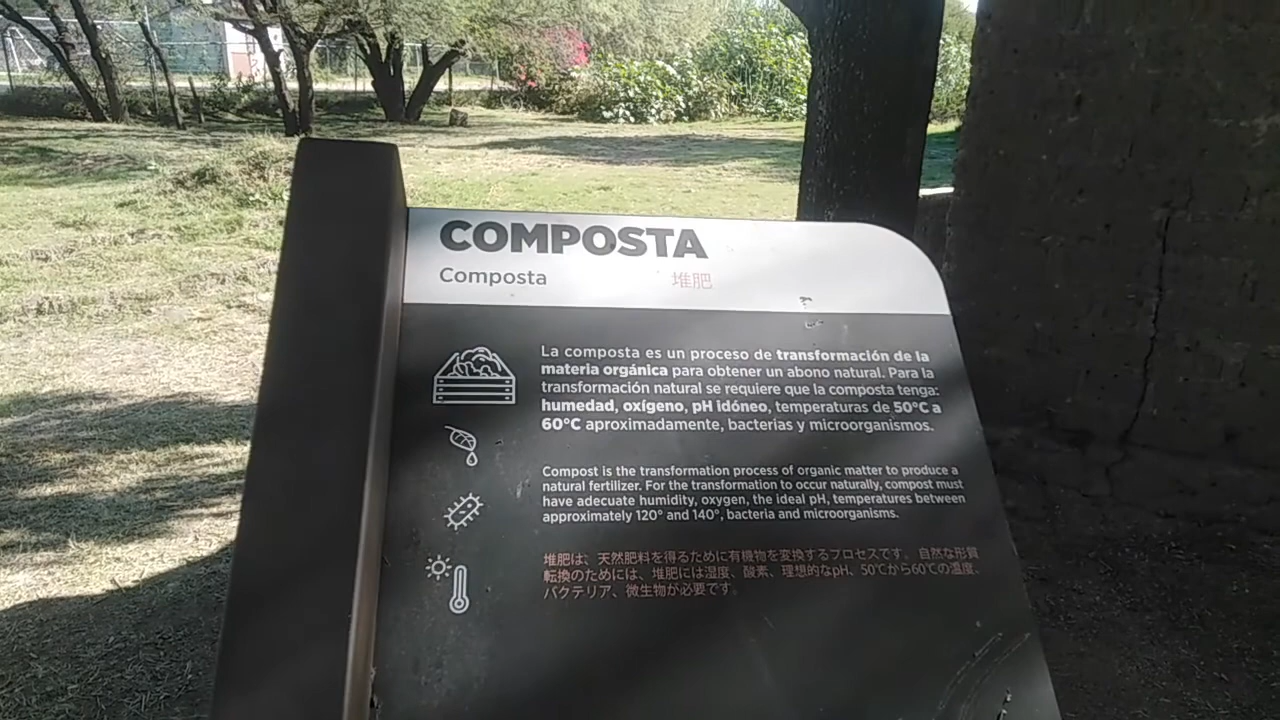 COMPOSTA
Composta
堆肥
La composta es un proceso de transformación de la
materia orgánica para obtener un abono natural. Para la
transformación natural se requiere que la composta tenga:
humedad, oxígeno, pH idóneo, temperaturas de 50°C a
60°C aproximadamente, bacterias y microorganismos.
Compost is the transformation process of organic matter to produce a
natural fertilizer. For the transformation to occur naturally, compost must
have adequate humidity, oxygen, the ideal pH, temperatures between
approximately 120° and 140°, bacteria and microorganisms.
堆肥は、天然肥料を得るために有機物を変換するプロセスです。 自然な形質
転換のためには、堆肥には湿度、酸素、理想的なpH、50℃から60℃の温度、
バクテリア、微生物が必要です。